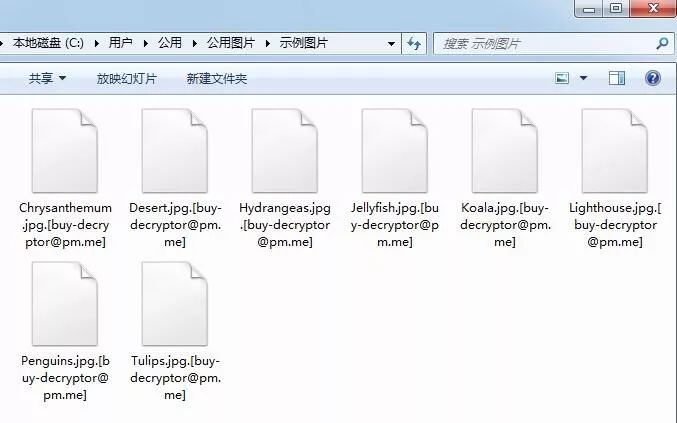 本地磁盘 (C:) 用户 公用 公用图片 示例图片 搜索 示例图片
共享 放映幻灯片 新建文件夹
Chrysanthemum
.jpg.[buy-decry
ptor@pm.me]
Desert.jpg.[buy-
decryptor@pm.
me]
Hydrangeas.jpg
.[buy-decryptor
@pm.me]
Jellyfish.jpg.[bu
y-decryptor@p
m.me]
Koala.jpg.[buy-
decryptor@pm.
me]
Lighthouse.jpg.[
buy-decryptor
@pm.me]
Penguins.jpg.[b
uy-decryptor@
pm.me]
Tulips.jpg.[buy-
decryptor@pm.
me]